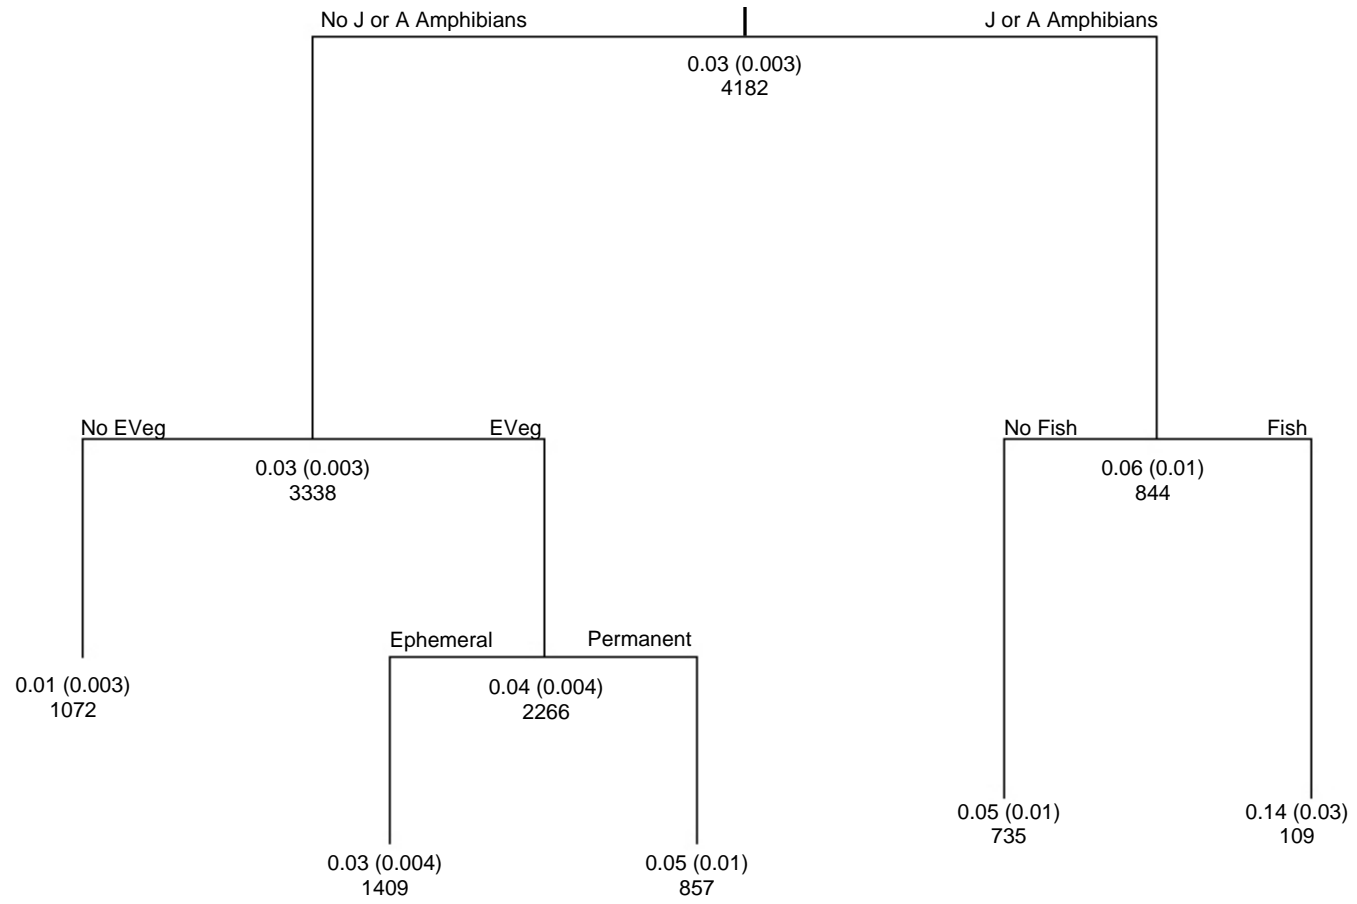 No J or A Amphibians
J or A Amphibians
0.03 (0.003)
4182
No EVeg
EVeg
0.03 (0.003)
3338
No Fish
Fish
0.06 (0.01)
844
Ephemeral
Permanent
0.01 (0.003)
1072
0.04 (0.004)
2266
0.05 (0.01)
735
0.14 (0.03)
109
0.03 (0.004)
1409
0.05 (0.01)
857